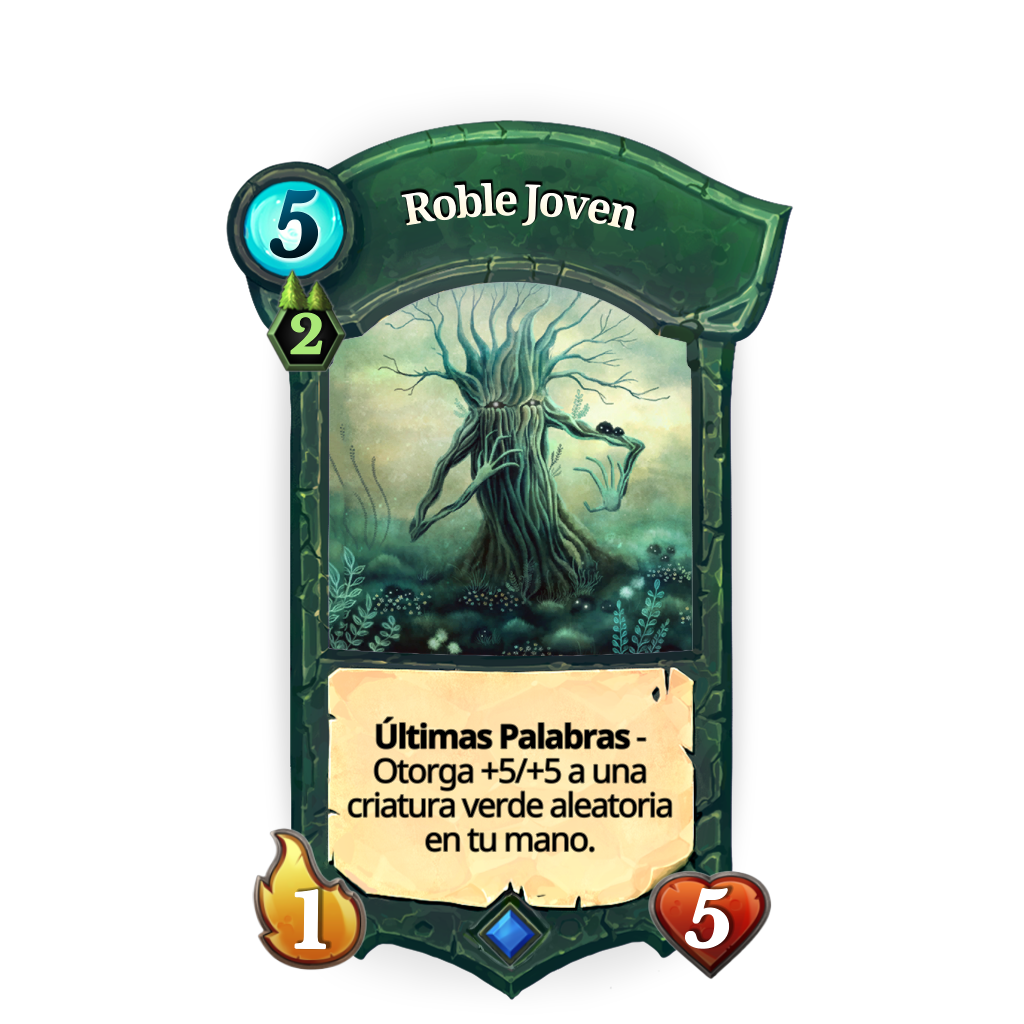 Roble Joven
5
2
Últimas Palabras -
Otorga +5/+5 a una
criatura verde aleatoria
en tu mano.
1
5